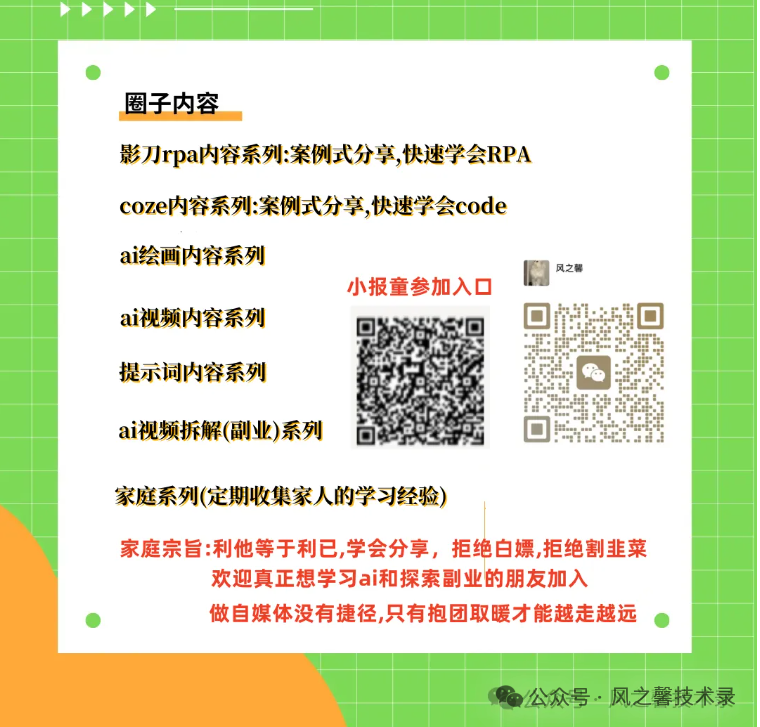 圈子内容
影刀rpa内容系列:案例式分享,快速学会RPA
coze内容系列:案例式分享,快速学会code
ai绘画内容系列
风之馨
小报童参加入口
ai视频内容系列
提示词内容系列
ai视频拆解(副业)系列
家庭系列(定期收集家人的学习经验)
家庭宗旨:利他等于利已,学会分享，拒绝白嫖,拒绝割韭菜
欢迎真正想学习ai和探索副业的朋友加入
做自媒体没有捷径,只有抱团取暖才能越走越远
公众号·风之馨技术录